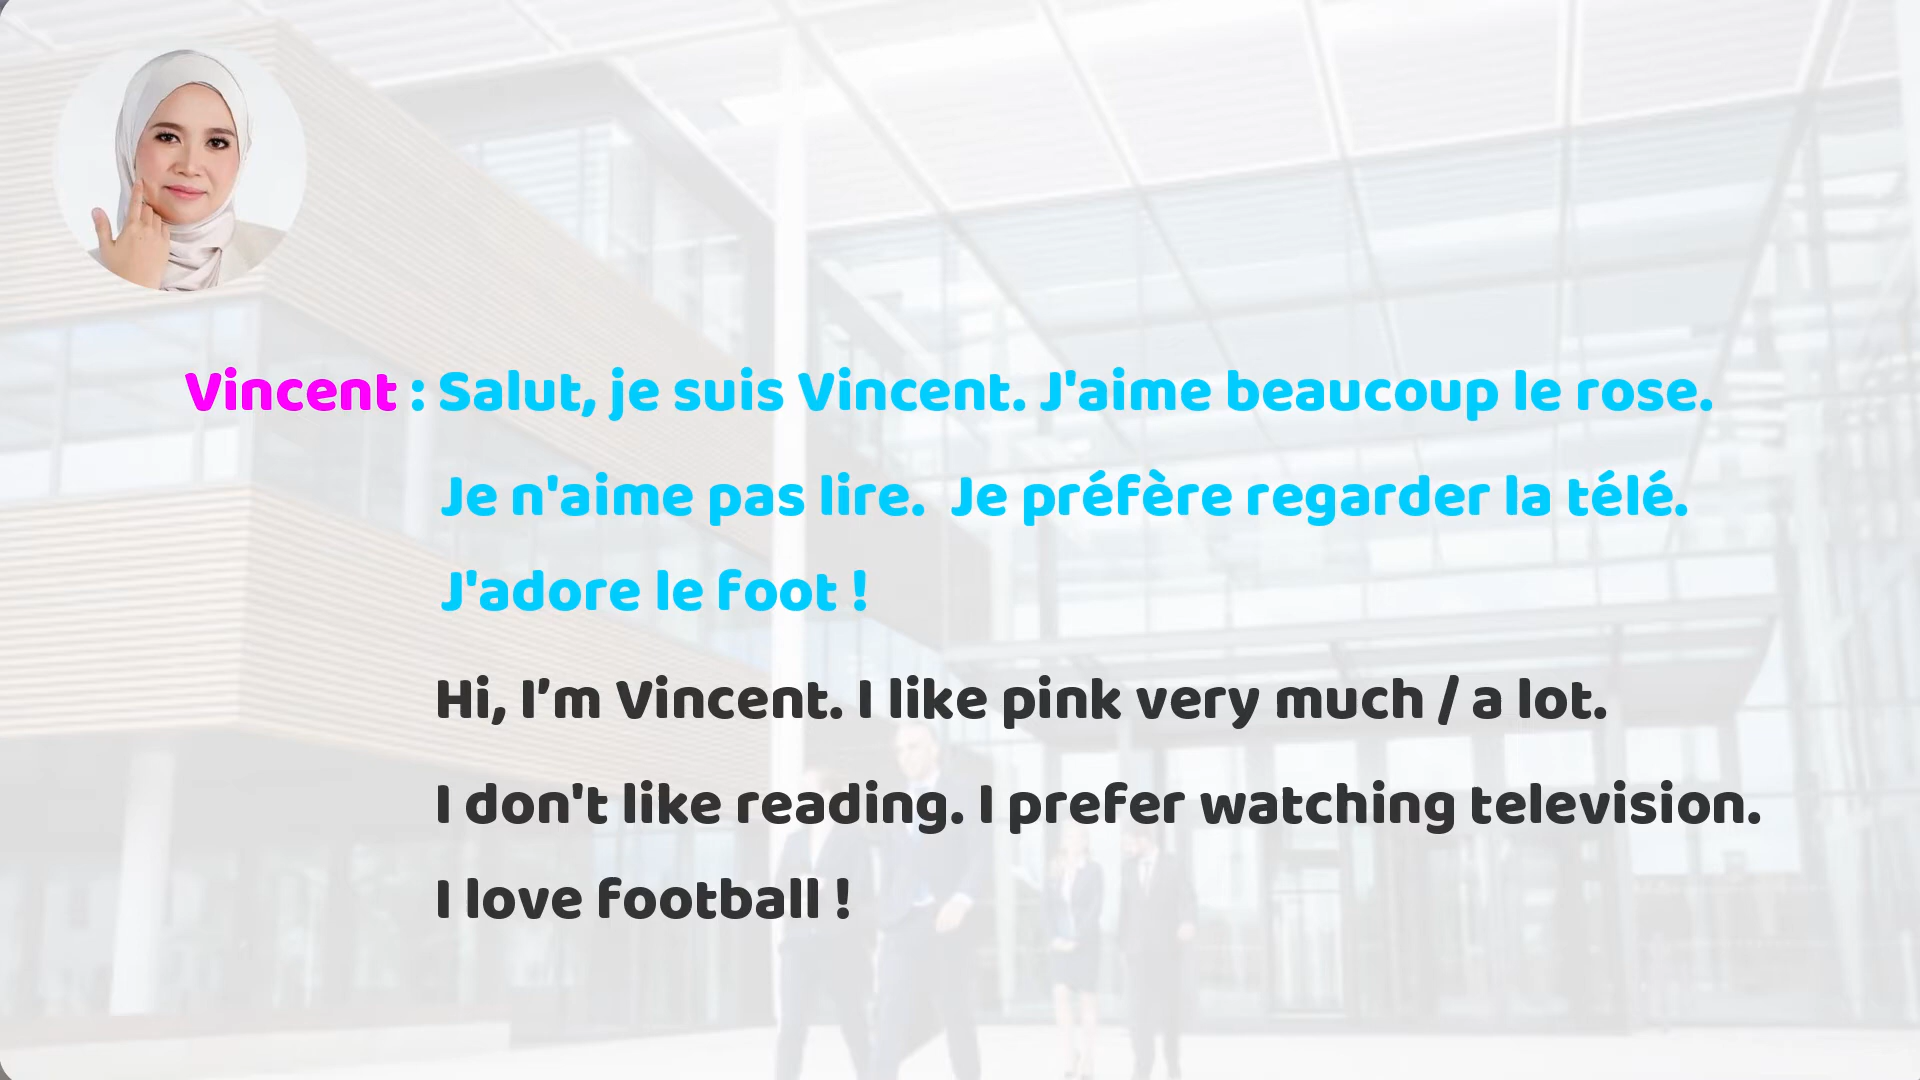 Vincent : Salut, je suis Vincent. J'aime beaucoup le rose.
Je n'aime pas lire.  Je préfère regarder la télé.
J'adore le foot !
Hi, I’m Vincent. I like pink very much / a lot.
I don't like reading. I prefer watching television.
I love football !